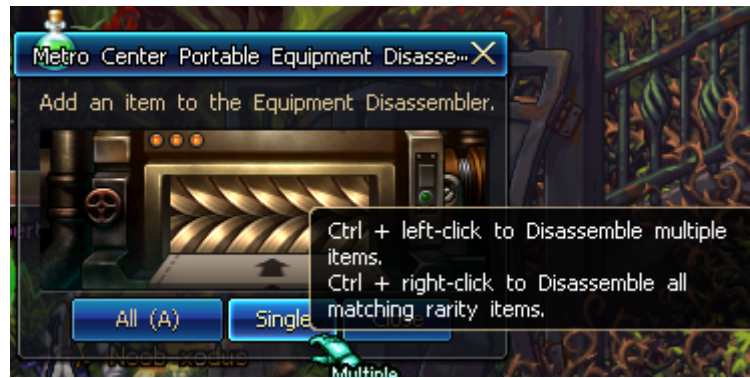 Metro Center Portable Equipment Disasse...
Add an item to the Equipment Disassembler.
Ctrl + left-click to Disassemble multiple
items.
Ctrl + right-click to Disassemble all
matching rarity items.
All (A)
Single
Close
Multiple